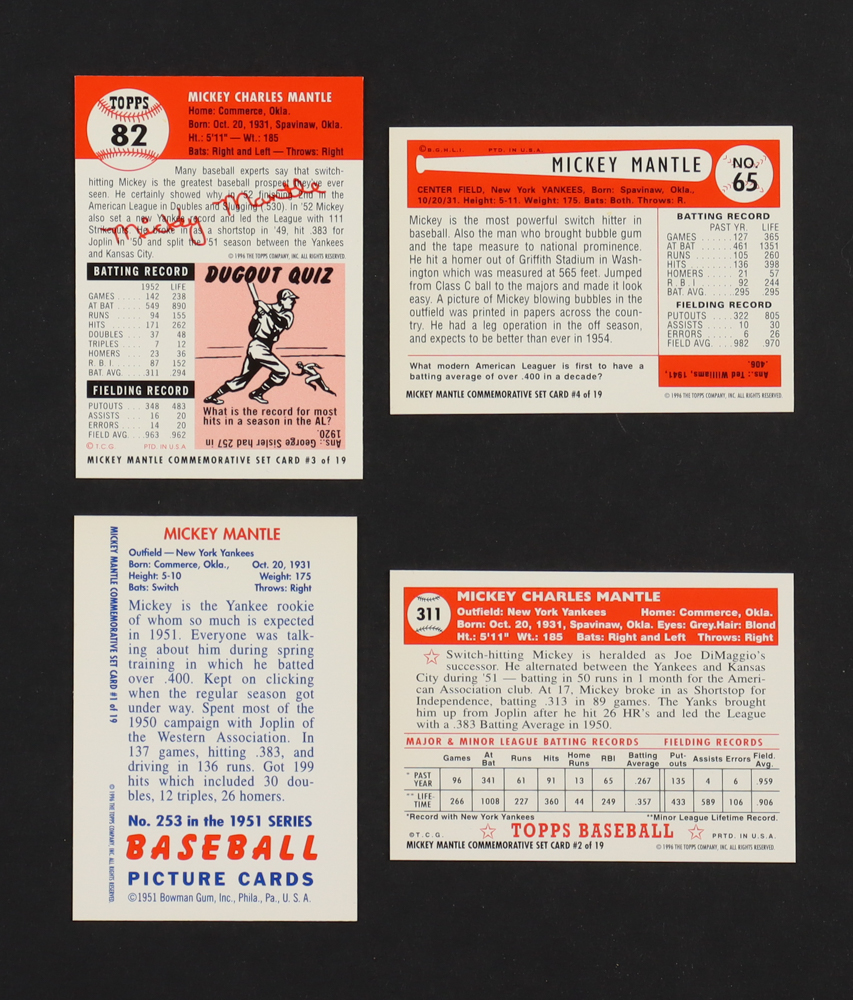 TOPPS
82
MICKEY CHARLES MANTLE
Home: Commerce, Okla.
Born: Oct. 20, 1931, Spavinaw, Okla.
Ht.: 5'11" — Wt.: 185
Bats: Right and Left — Throws: Right
Many baseball experts say that switch-
hitting Mickey is the greatest baseball prospect they've ever
seen. He certainly showed why in '52 finishing 2nd in the
American League in Doubles and Slugging (.530). In '52 Mickey
also set a new Yankee record and led the League with 111
Strikeouts. He broke in as a shortstop in '49, hit .383 for
Joplin in '50 and split the '51 season between the Yankees
and Kansas City.
Mickey Mantle
© 1996 THE TOPPS COMPANY, INC. ALL RIGHTS RESERVED
BATTING RECORD
1952 LIFE
GAMES 142 238
AT BAT 549 890
RUNS 94 155
HITS 171 262
DOUBLES 37 48
TRIPLES 7 12
HOMERS 23 36
R. B. I. 87 152
BAT. AVG. .311 .294
FIELDING RECORD
PUTOUTS 348 483
ASSISTS 16 20
ERRORS 14 20
FIELD AVG. .963 .962
© T.C.G. PTD. IN U.S.A.
DUGOUT QUIZ
What is the record for most
hits in a season in the AL?
Ans.: George Sisler had 257 in
1920.
MICKEY MANTLE COMMEMORATIVE SET CARD #3 of 19
© B.G.H.L.I. PTD. IN U.S.A.
MICKEY MANTLE
NO.
65
CENTER FIELD, New York YANKEES, Born: Spavinaw, Okla.,
10/20/31. Height: 5-11. Weight: 175. Bats: Both. Throws: R.
Mickey is the most powerful switch hitter in
baseball. Also the man who brought bubble gum
and the tape measure to national prominence.
He hit a homer out of Griffith Stadium in Wash-
ington which was measured at 565 feet. Jumped
from Class C ball to the majors and made it look
easy. A picture of Mickey blowing bubbles in the
outfield was printed in papers across the coun-
try. He had a leg operation in the off season,
and expects to be better than ever in 1954.
BATTING RECORD
PAST YR. LIFE
GAMES 127 365
AT BAT 461 1351
RUNS 105 260
HITS 136 398
HOMERS 21 57
R. B. I. 92 244
BAT. AVG. .295 .295
FIELDING RECORD
PUTOUTS 322 805
ASSISTS 10 30
ERRORS 6 26
FIELD AVG. .982 .970
What modern American Leaguer is first to have a
batting average of over .400 in a decade?
Ans.: Ted Williams, 1941,
.406.
MICKEY MANTLE COMMEMORATIVE SET CARD #4 of 19
© 1996 THE TOPPS COMPANY, INC. ALL RIGHTS RESERVED.
MICKEY MANTLE COMMEMORATIVE SET CARD #1 of 19
© 1996 THE TOPPS COMPANY, INC. ALL RIGHTS RESERVED.
MICKEY MANTLE
Outfield — New York Yankees
Born: Commerce, Okla., Oct. 20, 1931
Height: 5-10 Weight: 175
Bats: Switch Throws: Right
Mickey is the Yankee rookie
of whom so much is expected
in 1951. Everyone was talk-
ing about him during spring
training in which he batted
over .400. Kept on clicking
when the regular season got
under way. Spent most of the
1950 campaign with Joplin of
the Western Association. In
137 games, hitting .383, and
driving in 136 runs. Got 199
hits which included 30 dou-
bles, 12 triples, 26 homers.
No. 253 in the 1951 SERIES
BASEBALL
PICTURE CARDS
©1951 Bowman Gum, Inc., Phila., Pa., U. S. A.
311
MICKEY CHARLES MANTLE
Outfield: New York Yankees Home: Commerce, Okla.
Born: Oct. 20, 1931, Spavinaw, Okla. Eyes: Grey. Hair: Blond
Ht.: 5'11" Wt.: 185 Bats: Right and Left Throws: Right
Switch-hitting Mickey is heralded as Joe DiMaggio's
successor. He alternated between the Yankees and Kansas
City during '51 — batting in 50 runs in 1 month for the Ameri-
can Association club. At 17, Mickey broke in as Shortstop for
Independence, batting .313 in 89 games. The Yanks brought
him up from Joplin after he hit 26 HR's and led the League
with a .383 Batting Average in 1950.
MAJOR & MINOR LEAGUE BATTING RECORDS FIELDING RECORDS
Games At Bat Runs Hits Home Runs RBI Batting Average Put-outs Assists Errors Field. Avg.
* PAST YEAR 96 341 61 91 13 65 .267 135 4 6 .959
** LIFE-TIME 266 1008 227 360 44 249 .357 433 589 106 .906
*Record with New York Yankees **Minor League Lifetime Record.
©T.C.G. TOPPS BASEBALL PRTD. IN U.S.A.
MICKEY MANTLE COMMEMORATIVE SET CARD #2 of 19
© 1996 THE TOPPS COMPANY, INC. ALL RIGHTS RESERVED.